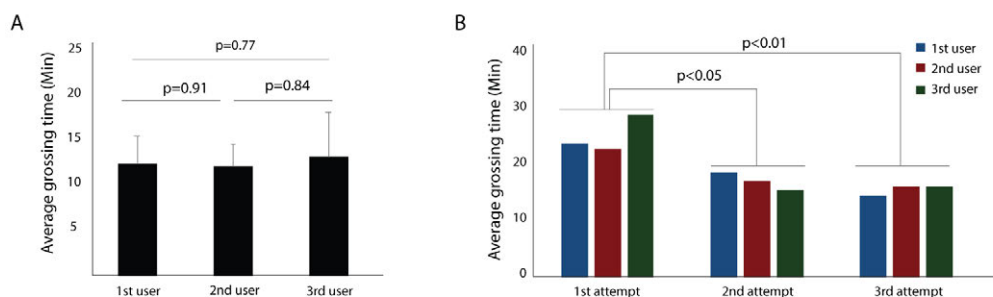 A
Average grossing time (Min)
25
20
15
10
5
p=0.77
p=0.91
p=0.84
1st user
2nd user
3rd user
B
Average grossing time (Min)
40
30
20
10
0
p<0.01
p<0.05
1st user
2nd user
3rd user
1st attempt
2nd attempt
3rd attempt